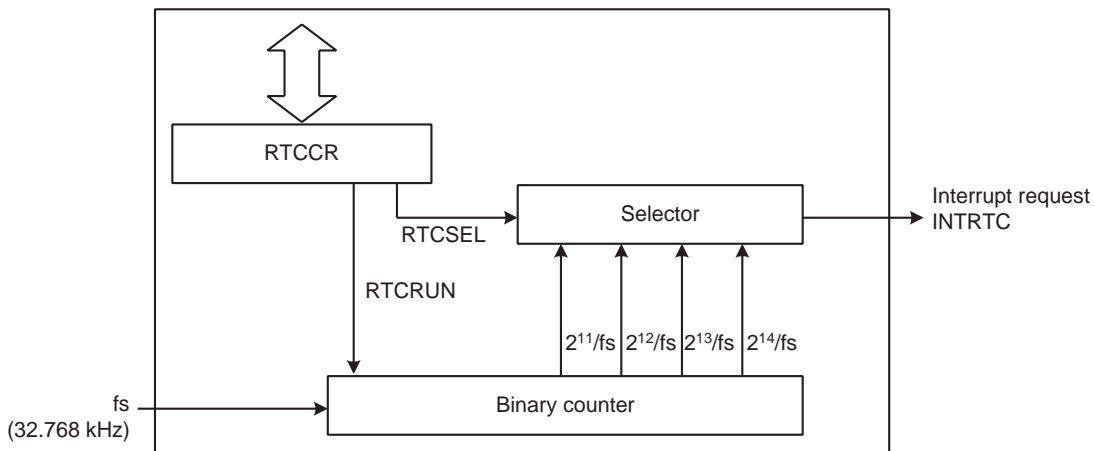 RTCCR
Selector
Interrupt request
INTRTC
RTCSEL
RTCRUN
2¹¹/fs 2¹²/fs 2¹³/fs 2¹⁴/fs
fs
(32.768 kHz)
Binary counter